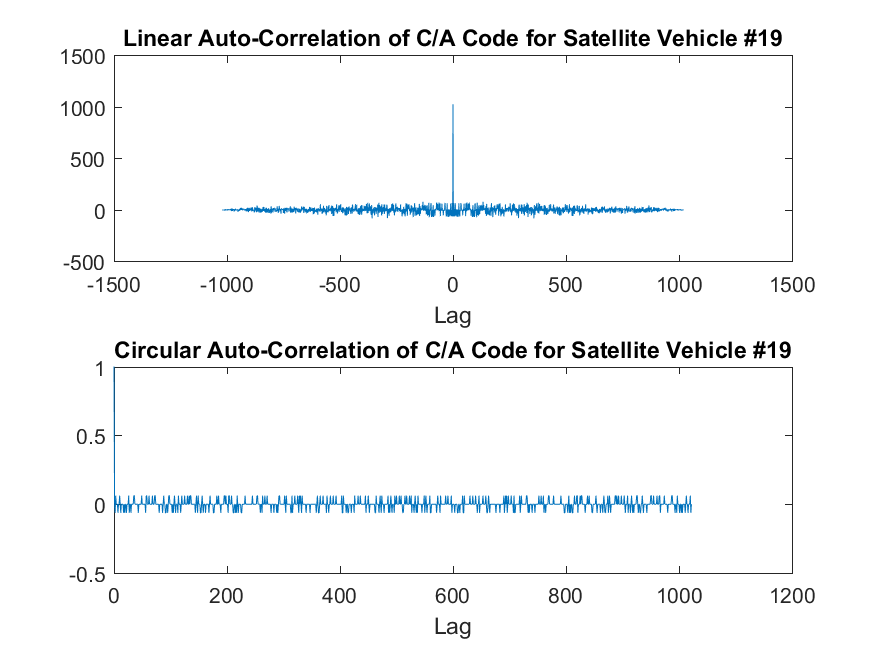 Linear Auto-Correlation of C/A Code for Satellite Vehicle #19
1500
1000
500
0
-500
-1500 -1000 -500 0 500 1000 1500
Lag
Circular Auto-Correlation of C/A Code for Satellite Vehicle #19
1
0.5
0
-0.5
0 200 400 600 800 1000 1200
Lag